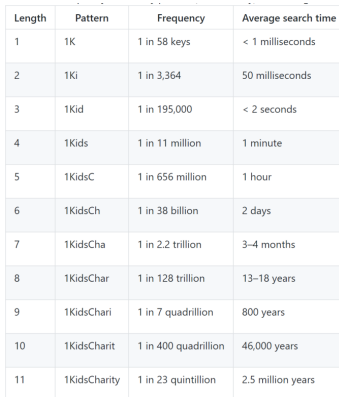 Length Pattern Frequency Average search time
1 1K 1 in 58 keys < 1 milliseconds
2 1Ki 1 in 3,364 50 milliseconds
3 1Kid 1 in 195,000 < 2 seconds
4 1Kids 1 in 11 million 1 minute
5 1KidsC 1 in 656 million 1 hour
6 1KidsCh 1 in 38 billion 2 days
7 1KidsCha 1 in 2.2 trillion 3–4 months
8 1KidsChar 1 in 128 trillion 13–18 years
9 1KidsChari 1 in 7 quadrillion 800 years
10 1KidsCharit 1 in 400 quadrillion 46,000 years
11 1KidsCharity 1 in 23 quintillion 2.5 million years